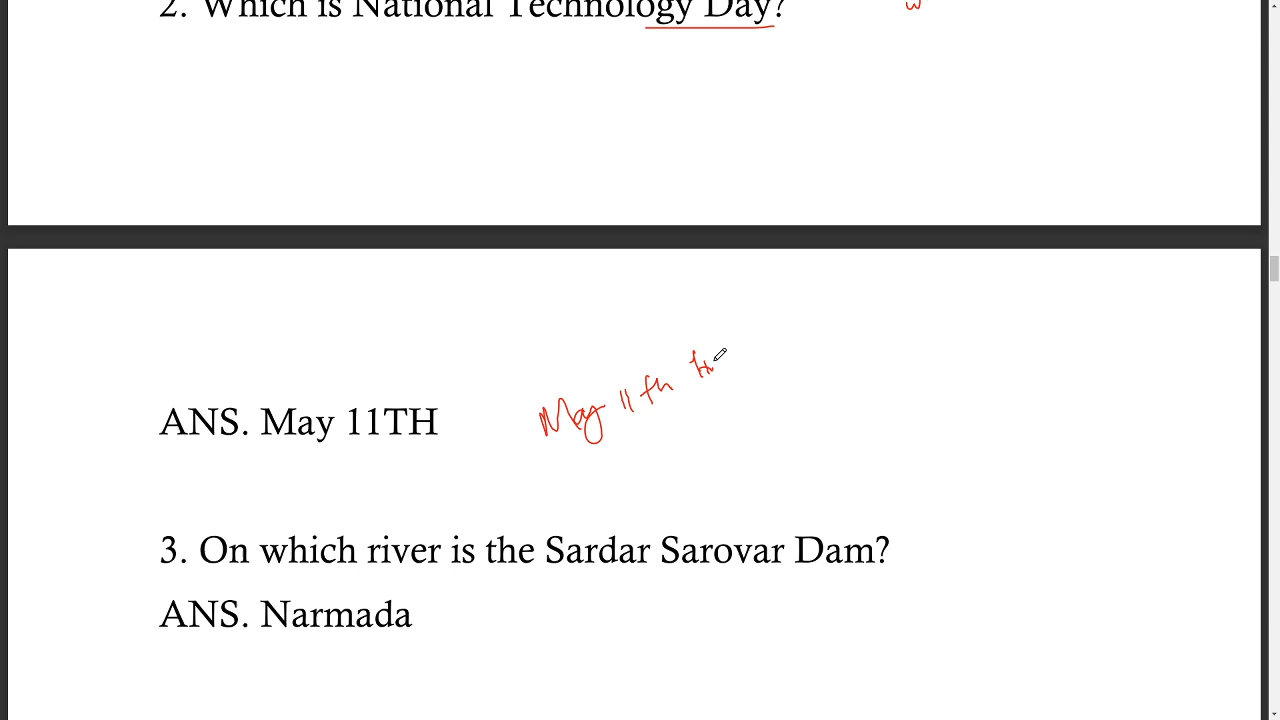 2. Which is National Technology Day?
May 11th
ANS. May 11TH
3. On which river is the Sardar Sarovar Dam?
ANS. Narmada